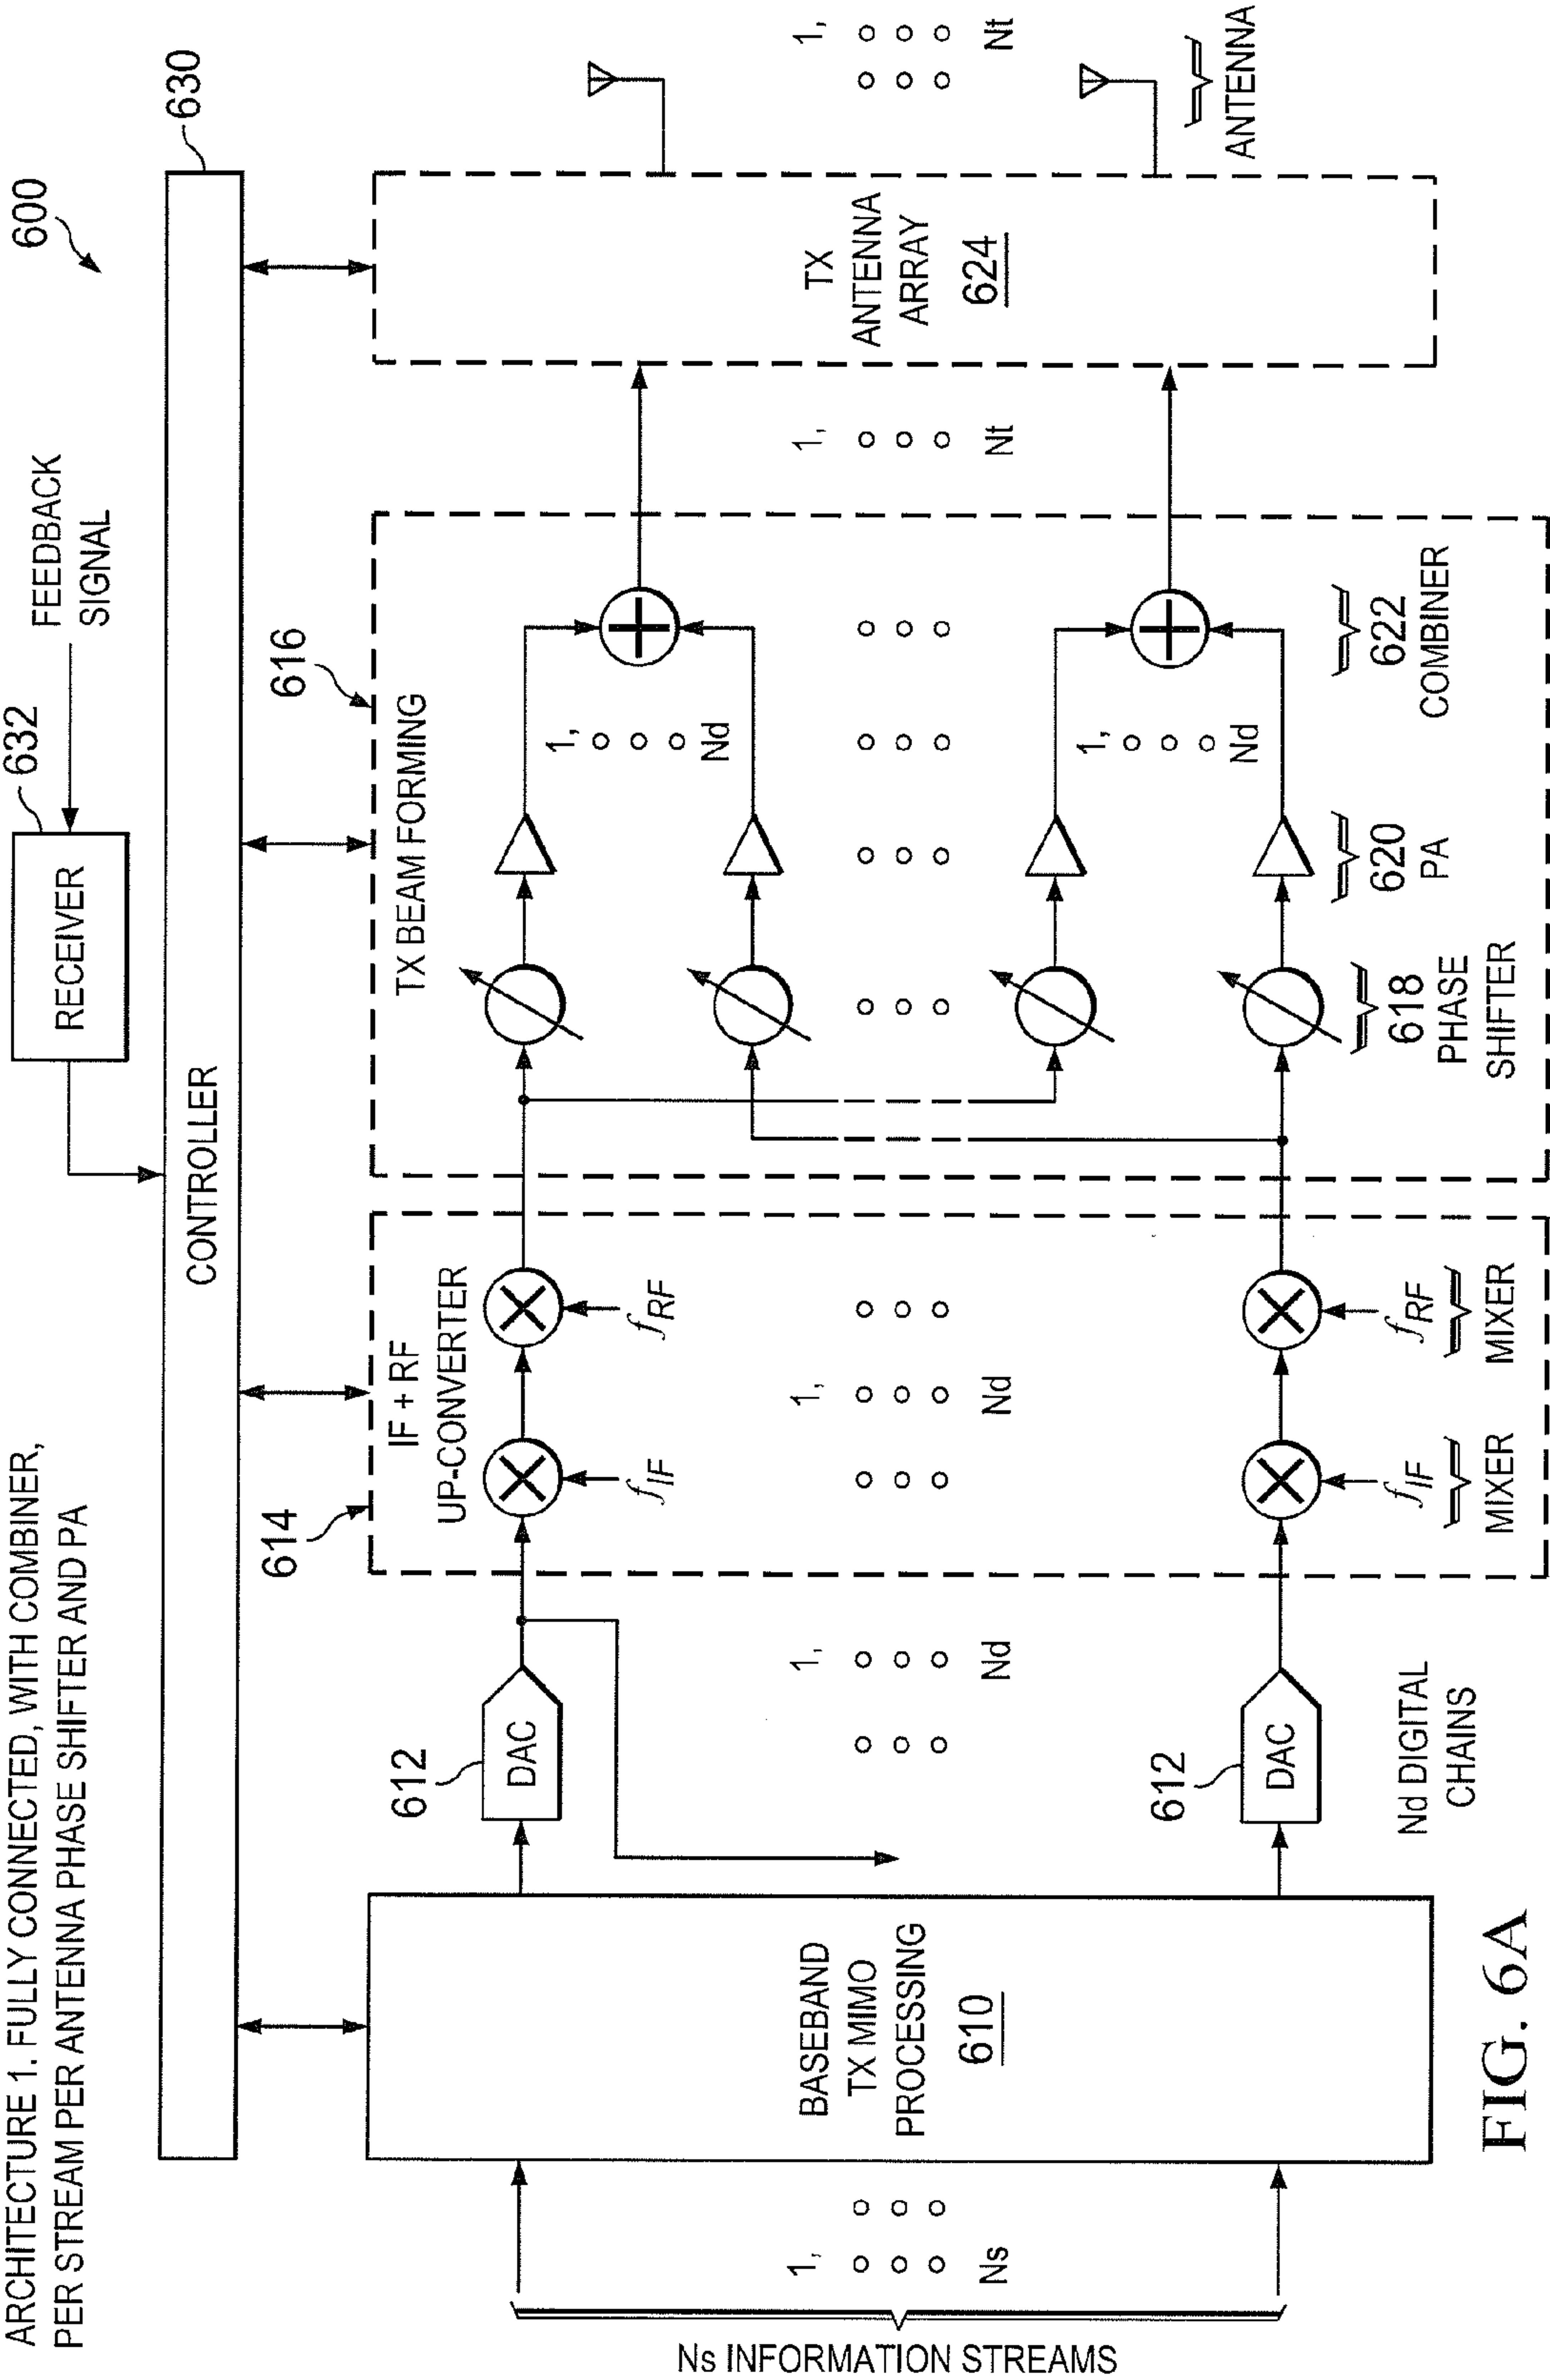 ARCHITECTURE 1. FULLY CONNECTED, WITH COMBINER,
PER STREAM PER ANTENNA PHASE SHIFTER AND PA
600
632
RECEIVER
FEEDBACK
SIGNAL
CONTROLLER
630
Ns INFORMATION STREAMS
1,
Ns
BASEBAND
TX MIMO
PROCESSING
610
612
DAC
612
DAC
1,
Nd
Nd DIGITAL
CHAINS
614
IF + RF
UP-CONVERTER
fIF
fRF
1,
Nd
fIF
fRF
MIXER
MIXER
616
TX BEAM FORMING
1,
Nd
1,
Nd
618
PHASE
SHIFTER
620
PA
622
COMBINER
1,
Nt
TX
ANTENNA
ARRAY
624
1,
Nt
ANTENNA
FIG. 6A